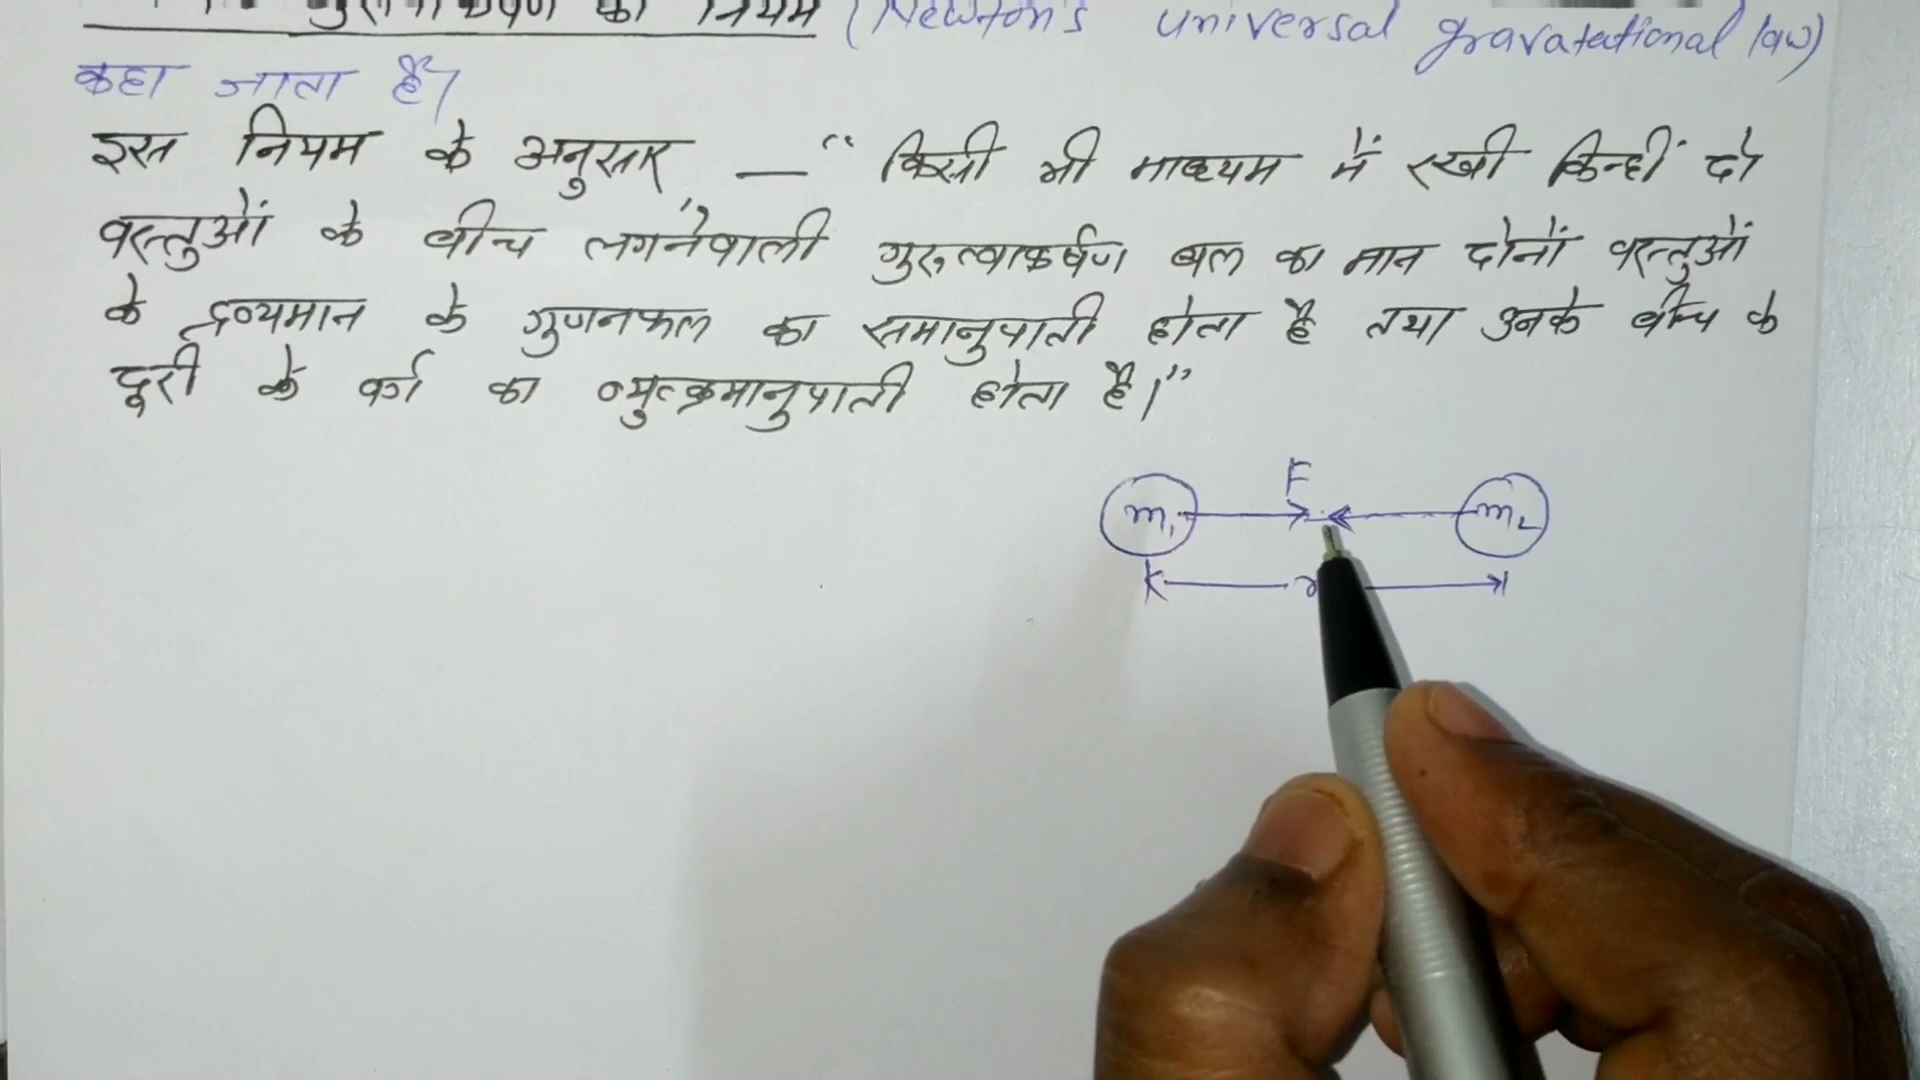 का नियम (Newton's universal gravatational law)
कहा जाता है।
इस नियम के अनुसार — “ किसी भी माध्यम में रखी किन्हीं दो
वस्तुओं के बीच लगनेवाली गुरुत्वाकर्षण बल का मान दोनों वस्तुओं
के द्रव्यमान के गुणनफल का समानुपाती होता है तथा उनके बीच के
दूरी के वर्ग का व्युत्क्रमानुपाती होता है।”
F
m₁ m₂